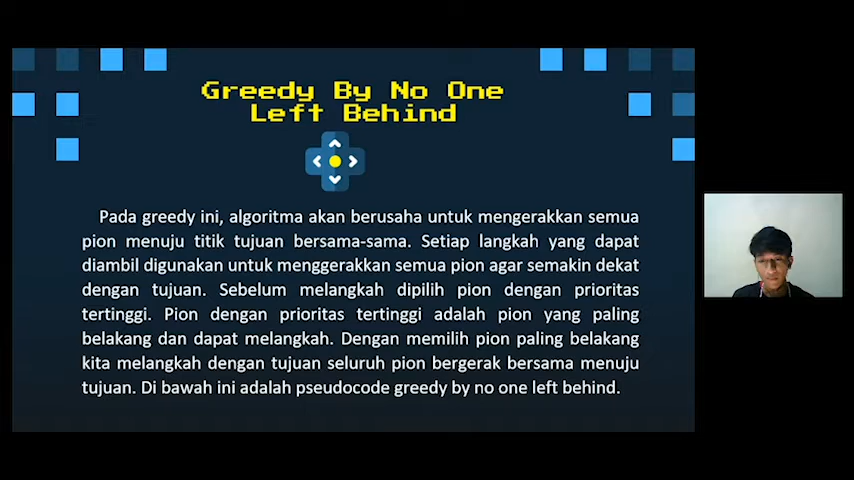 Greedy By No One
Left Behind
Pada greedy ini, algoritma akan berusaha untuk mengerakkan semua
pion menuju titik tujuan bersama-sama. Setiap langkah yang dapat
diambil digunakan untuk menggerakkan semua pion agar semakin dekat
dengan tujuan. Sebelum melangkah dipilih pion dengan prioritas
tertinggi. Pion dengan prioritas tertinggi adalah pion yang paling
belakang dan dapat melangkah. Dengan memilih pion paling belakang
kita melangkah dengan tujuan seluruh pion bergerak bersama menuju
tujuan. Di bawah ini adalah pseudocode greedy by no one left behind.